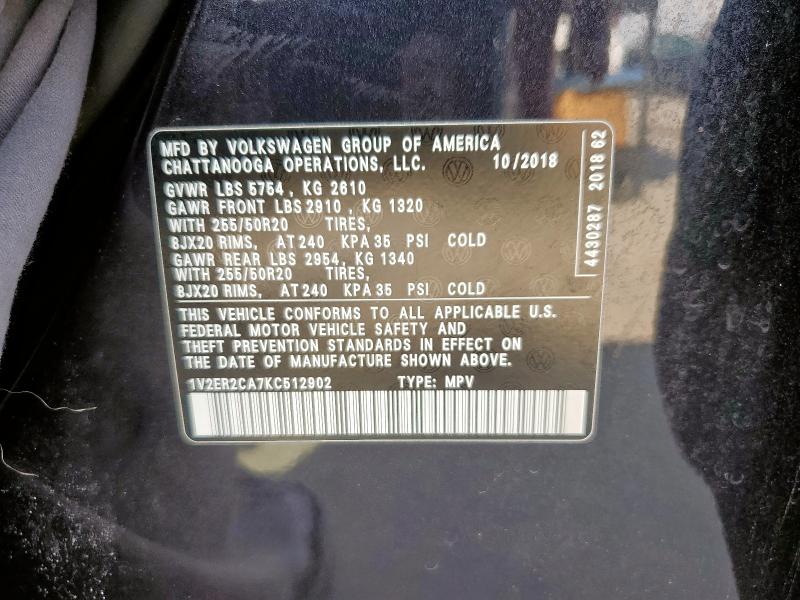 MFD BY VOLKSWAGEN GROUP OF AMERICA
CHATTANOOGA OPERATIONS, LLC. 10/2018
GVWR LBS 5754 , KG 2610
GAWR FRONT LBS 2910 , KG 1320
WITH 255/50R20 TIRES,
8JX20 RIMS, AT 240 KPA 35 PSI COLD
GAWR REAR LBS 2954, KG 1340
WITH 255/50R20 TIRES,
8JX20 RIMS, AT 240 KPA 35 PSI COLD
THIS VEHICLE CONFORMS TO ALL APPLICABLE U.S.
FEDERAL MOTOR VEHICLE SAFETY AND
THEFT PREVENTION STANDARDS IN EFFECT ON
THE DATE OF MANUFACTURE SHOWN ABOVE.
1V2ER2CA7KC512902 TYPE: MPV
4430287 2018 62